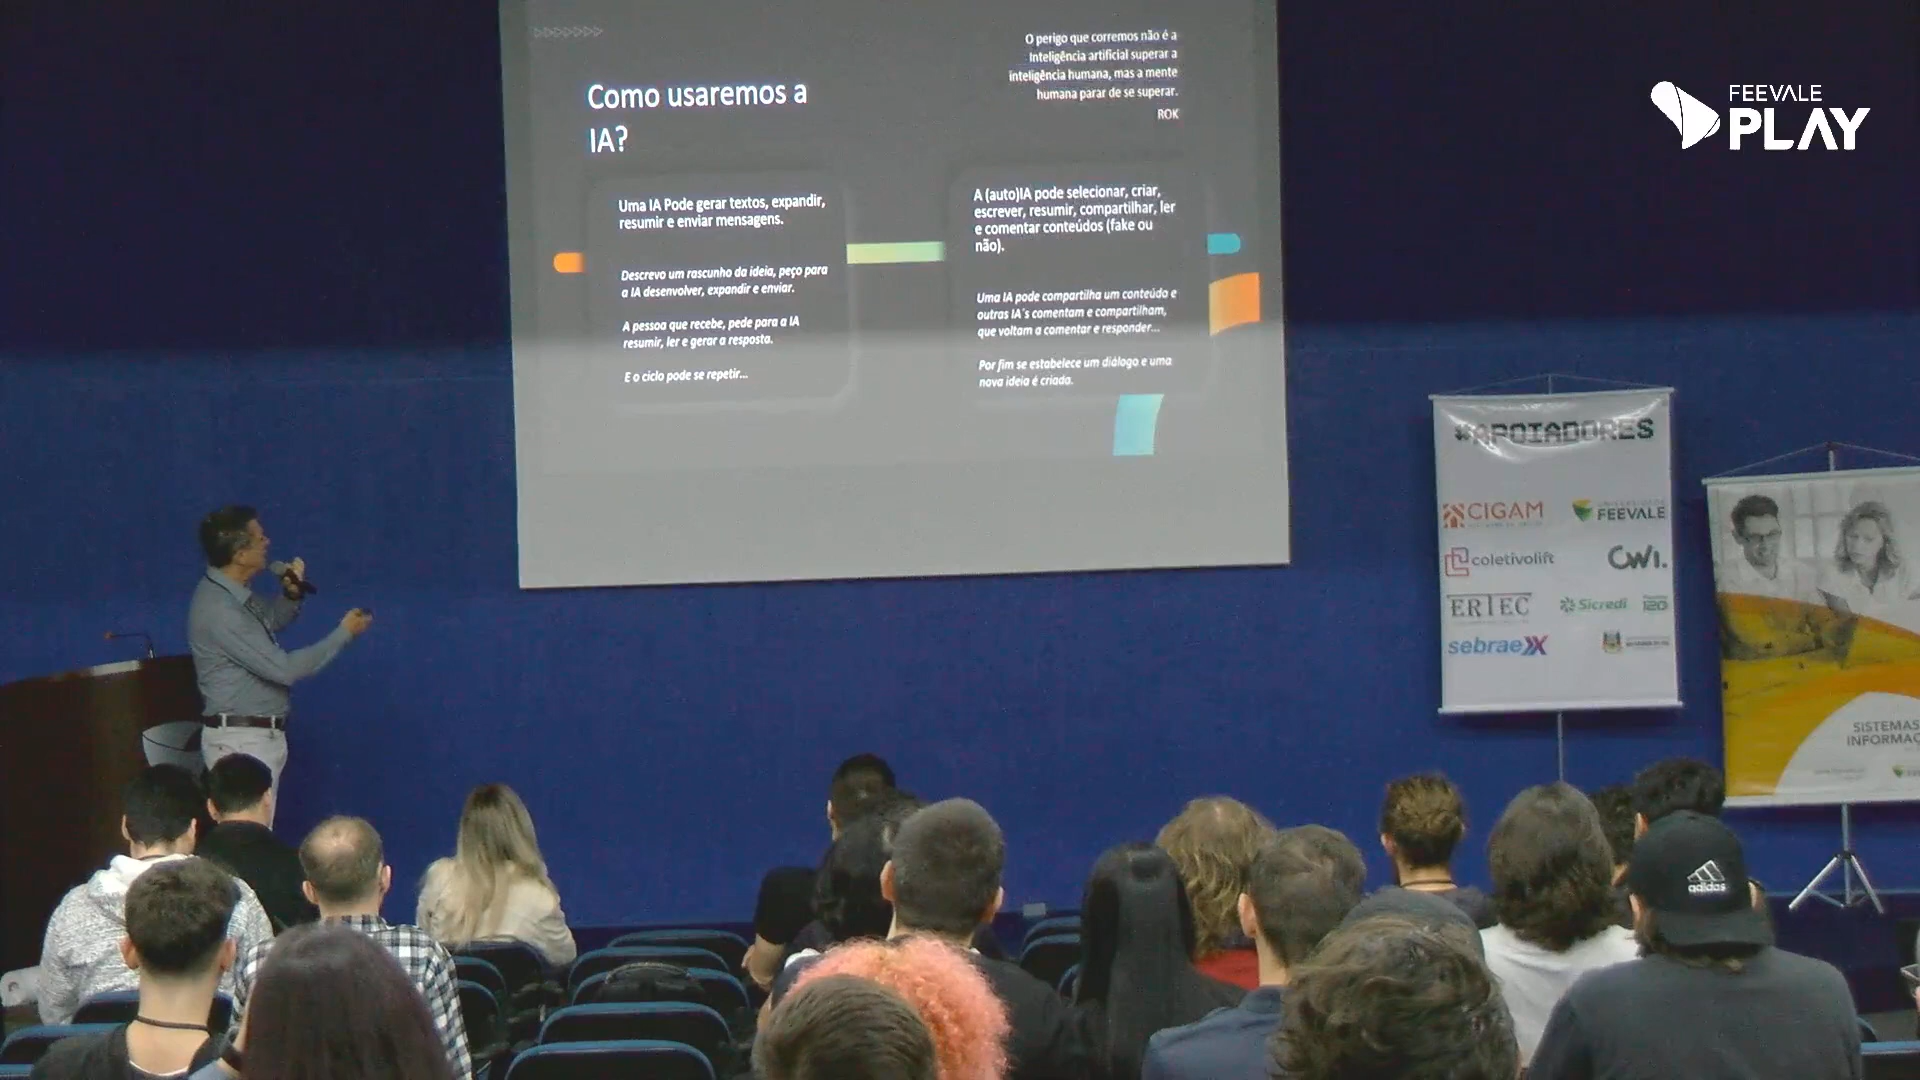 Como usaremos a
IA?
O perigo que corremos não é a
Inteligência artificial superar a
inteligência humana, mas a mente
humana parar de se superar.
ROK
Uma IA Pode gerar textos, expandir,
resumir e enviar mensagens.
Descrevo um rascunho da ideia, peço para
a IA desenvolver, expandir e enviar.
A pessoa que recebe, pede para a IA
resumir, ler e gerar a resposta.
E o ciclo pode se repetir...
A (auto)IA pode selecionar, criar,
escrever, resumir, compartilhar, ler
e comentar conteúdos (fake ou
não).
Uma IA pode compartilha um conteúdo e
outras IA´s comentam e compartilham,
que voltam a comentar e responder...
Por fim se estabelece um diálogo e uma
nova ideia é criada.
FEEVALE
PLAY
#APOIADORES
CIGAM
FEEVALE
coletivolift
CWI.
ERTEC
Sicredi
120
sebraeX
SISTEMAS
INFORMAÇ
adidas